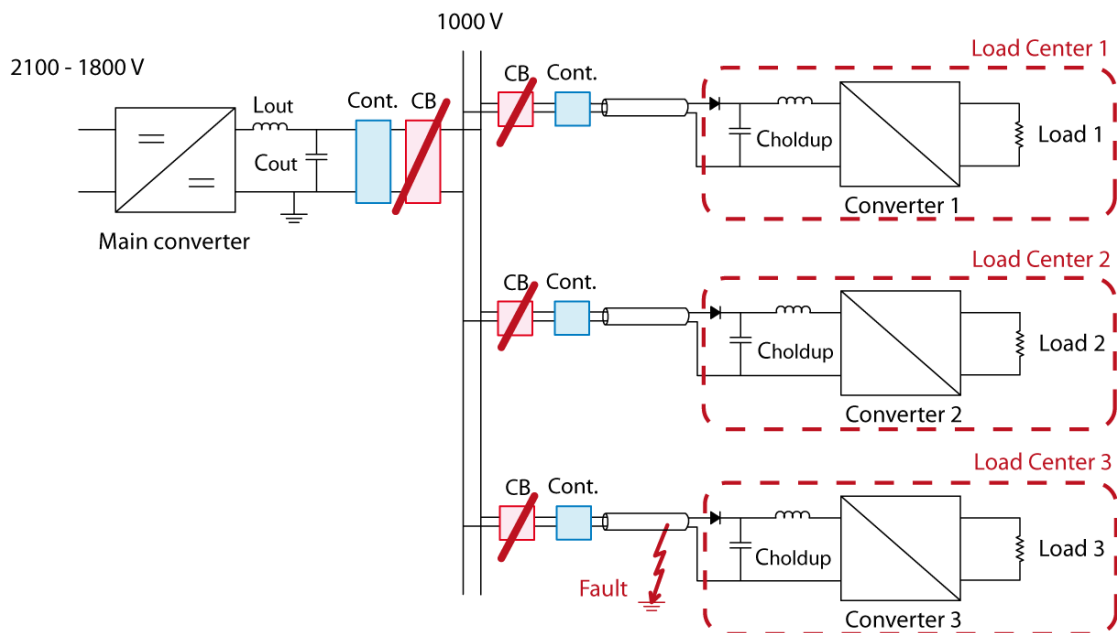 1000 V
2100 - 1800 V
Lout
Cout
Cont.
CB
Main converter
CB
Cont.
Load Center 1
Choldup
Load 1
Converter 1
CB
Cont.
Load Center 2
Choldup
Load 2
Converter 2
CB
Cont.
Load Center 3
Choldup
Load 3
Fault
Converter 3